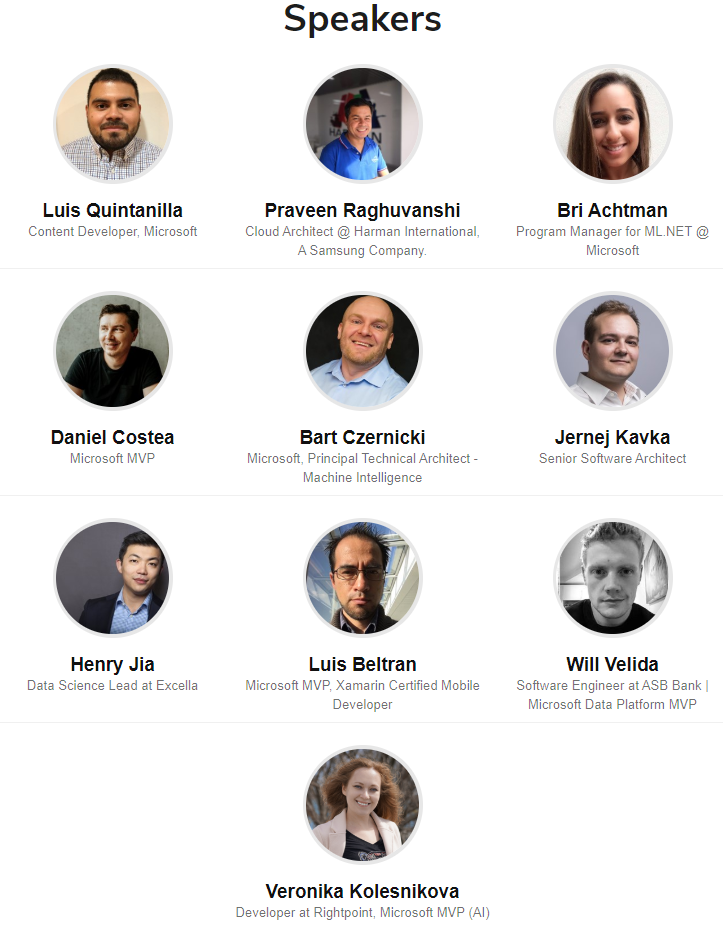 Speakers
Luis Quintanilla
Content Developer, Microsoft
Praveen Raghuvanshi
Cloud Architect @ Harman International,
A Samsung Company.
Bri Achtman
Program Manager for ML.NET @
Microsoft
Daniel Costea
Microsoft MVP
Bart Czernicki
Microsoft, Principal Technical Architect -
Machine Intelligence
Jernej Kavka
Senior Software Architect
Henry Jia
Data Science Lead at Excella
Luis Beltran
Microsoft MVP, Xamarin Certified Mobile
Developer
Will Velida
Software Engineer at ASB Bank |
Microsoft Data Platform MVP
Veronika Kolesnikova
Developer at Rightpoint, Microsoft MVP (AI)